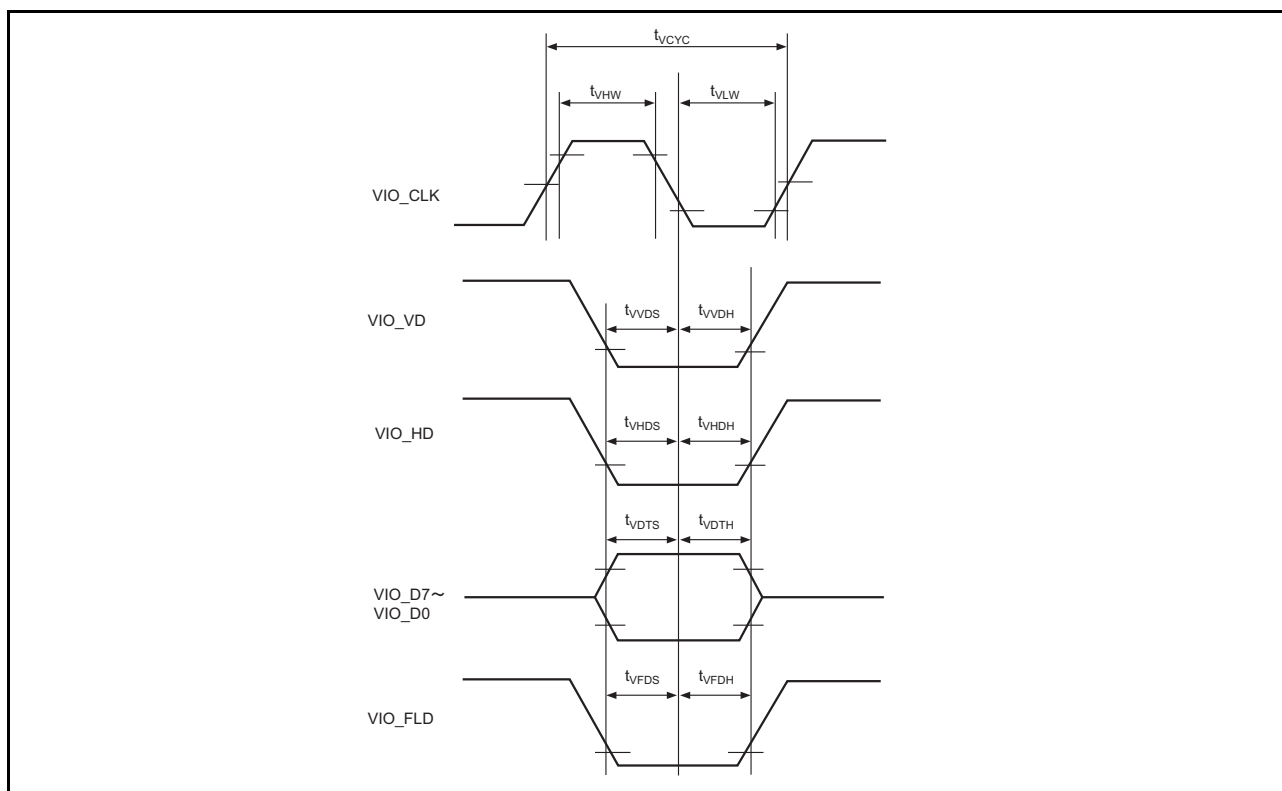 tVCYC
tVHW tVLW
VIO_CLK
tVVDS tVVDH
VIO_VD
tVHDS tVHDH
VIO_HD
tVDTS tVDTH
VIO_D7～
VIO_D0
tVFDS tVFDH
VIO_FLD